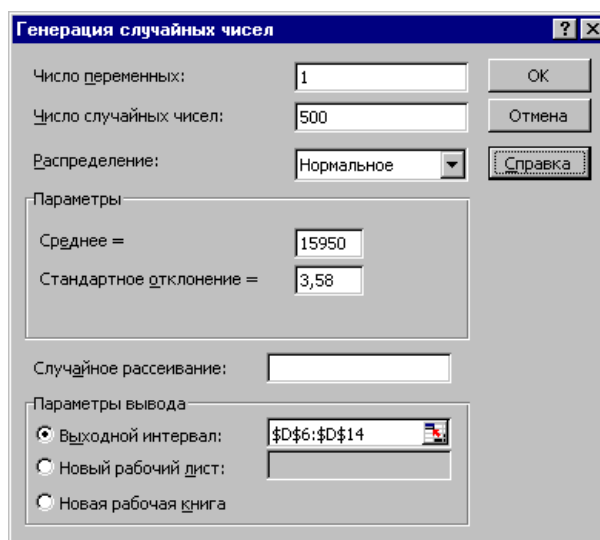 Генерация случайных чисел
Число переменных: 1 OK
Число случайных чисел: 500 Отмена
Распределение: Нормальное Справка
Параметры
Среднее = 15950
Стандартное отклонение = 3,58
Случайное рассеивание:
Параметры вывода
Выходной интервал: $D$6:$D$14
Новый рабочий лист:
Новая рабочая книга